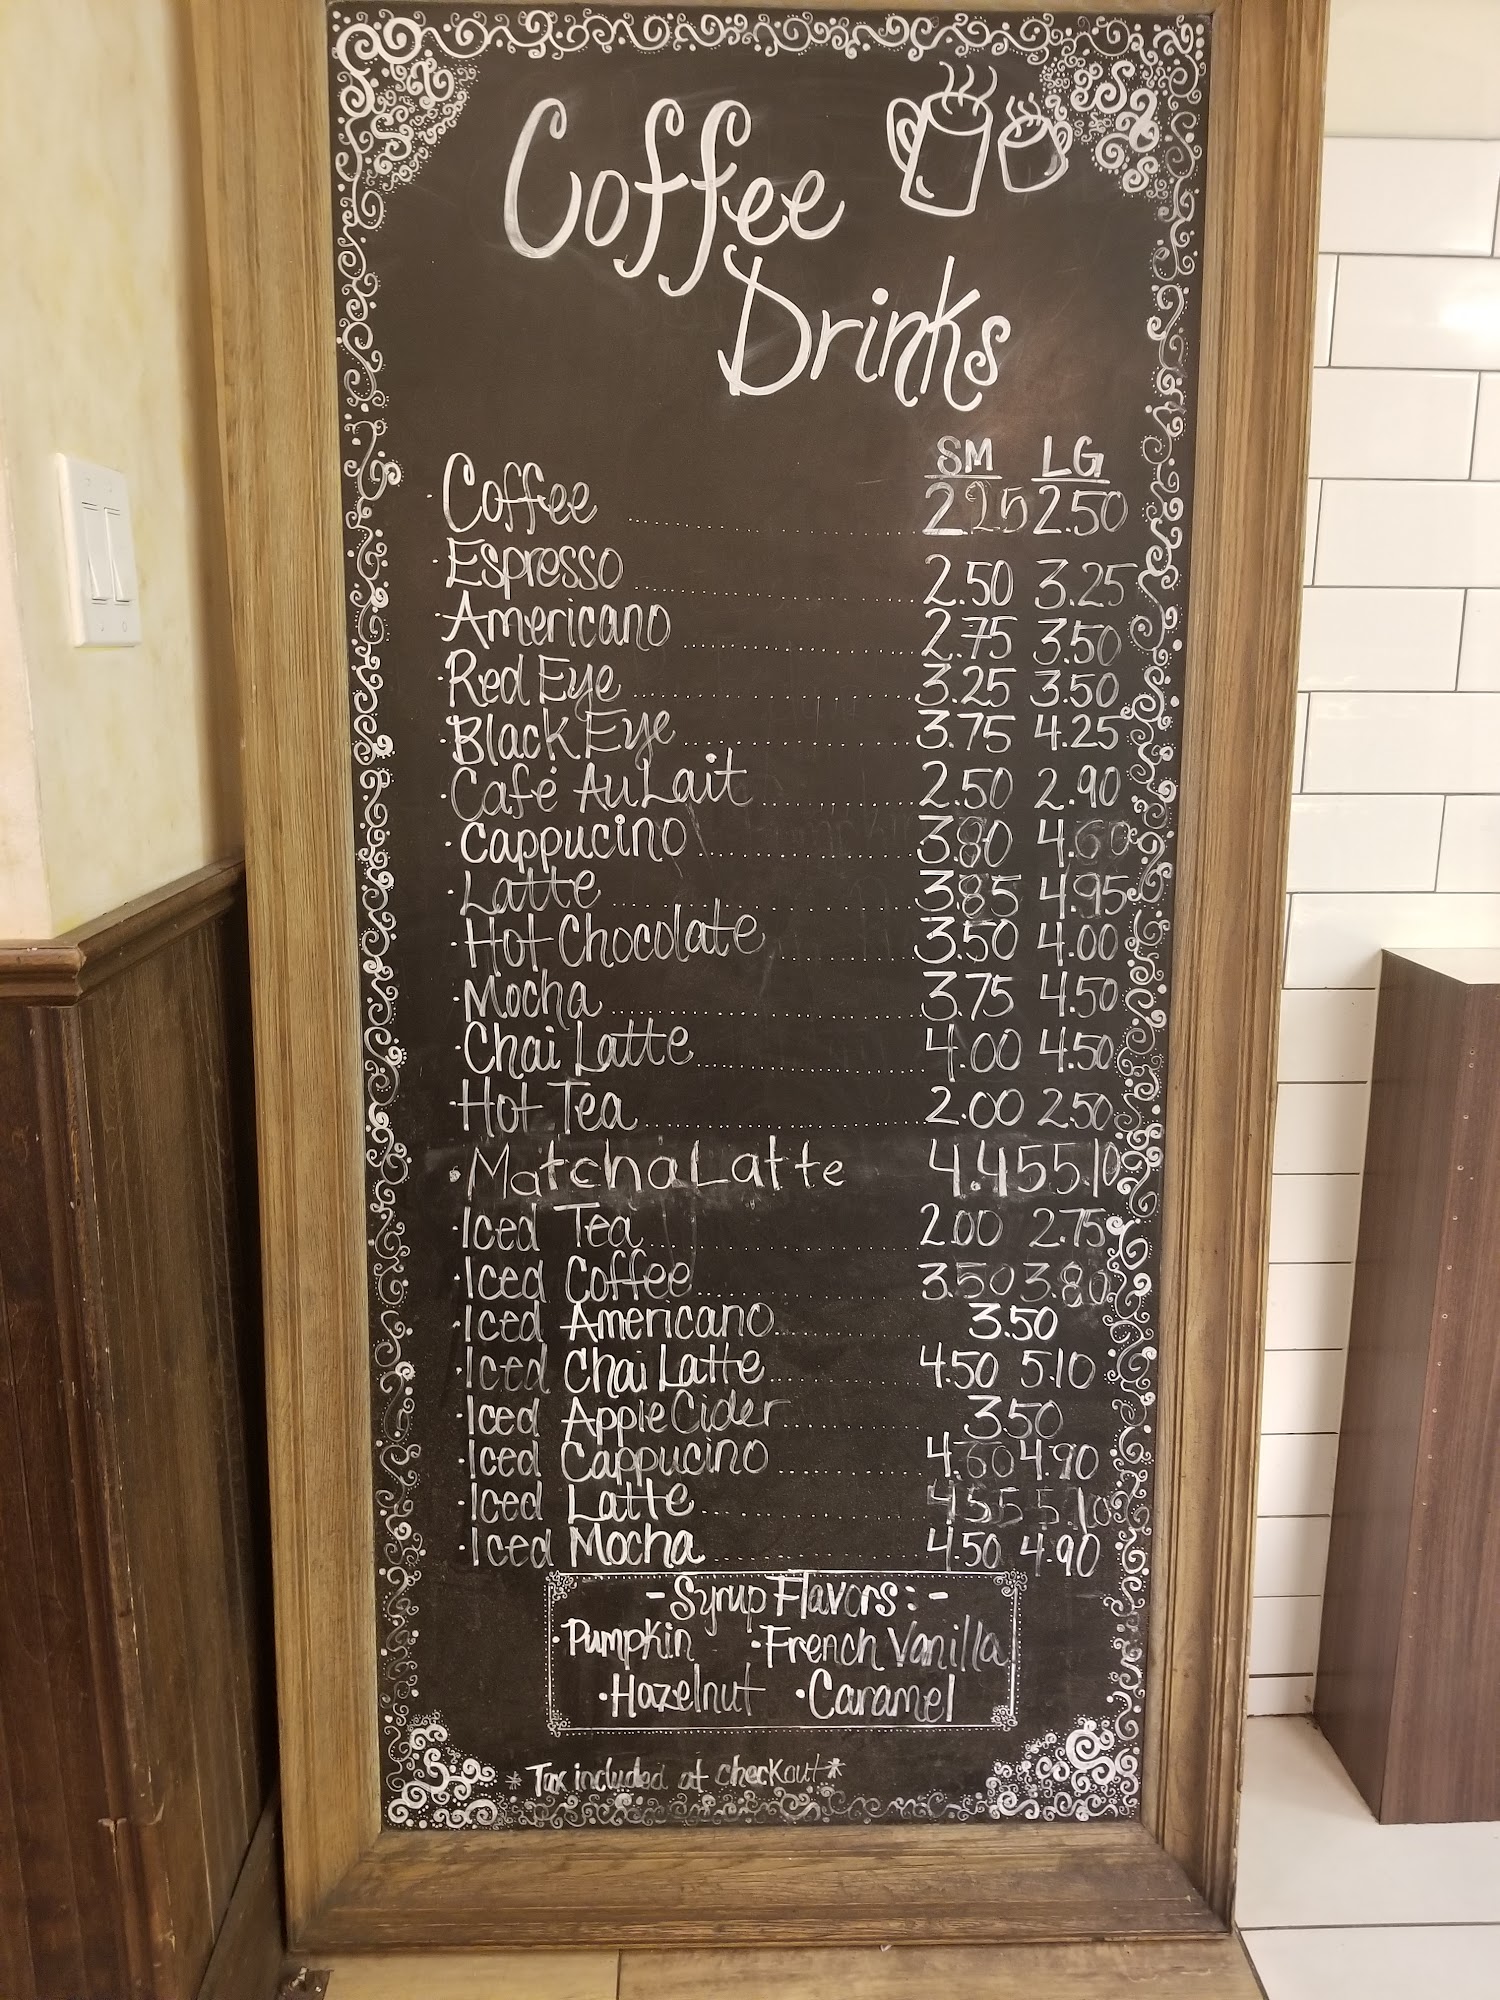 Coffee
Drinks
SM LG
· Coffee .................... 2.25 2.50
· Espresso .................... 2.50 3.25
· Americano .................... 2.75 3.50
· Red Eye .................... 3.25 3.50
· Black Eye .................... 3.75 4.25
· Café Au Lait .................... 2.50 2.90
· Cappucino .................... 3.80 4.60
· Latte .................... 3.85 4.95
· Hot Chocolate .................... 3.50 4.00
· Mocha .................... 3.75 4.50
· Chai Latte .................... 4.00 4.50
· Hot Tea .................... 2.00 2.50
· Matcha Latte 4.45 5.10
· Iced Tea .................... 2.00 2.75
· Iced Coffee .................... 3.50 3.80
· Iced Americano .................... 3.50
· Iced Chai Latte .................... 4.50 5.10
· Iced Apple Cider .................... 3.50
· Iced Cappucino .................... 4.60 4.90
· Iced Latte .................... 4.55 5.10
· Iced Mocha .................... 4.50 4.90
- Syrup Flavors: -
· Pumpkin · French Vanilla
· Hazelnut · Caramel
* Tax included at checkout *